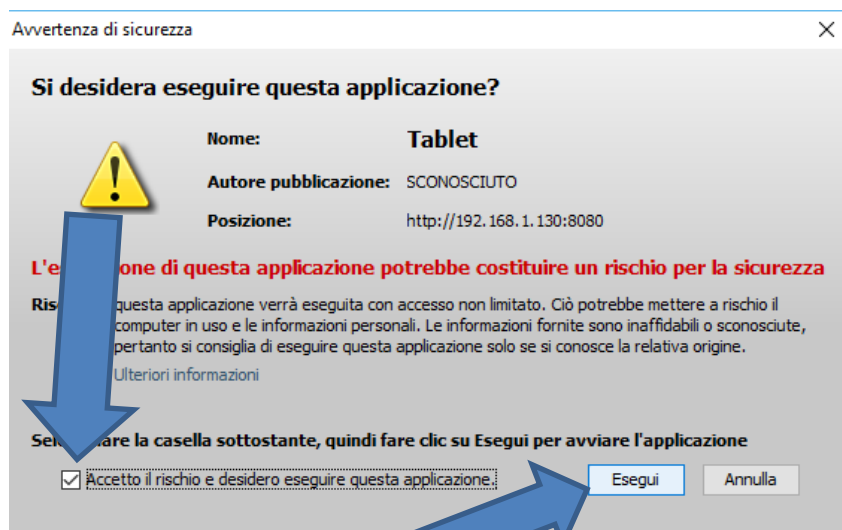 Avvertenza di sicurezza
Si desidera eseguire questa applicazione?
Nome: Tablet
Autore pubblicazione: SCONOSCIUTO
Posizione: http://192.168.1.130:8080
L'e one di questa applicazione potrebbe costituire un rischio per la sicurezza
Ris questa applicazione verrà eseguita con accesso non limitato. Ciò potrebbe mettere a rischio il
computer in uso e le informazioni personali. Le informazioni fornite sono inaffidabili o sconosciute,
pertanto si consiglia di eseguire questa applicazione solo se si conosce la relativa origine.
Ulteriori informazioni
Sel are la casella sottostante, quindi fare clic su Esegui per avviare l'applicazione
Accetto il rischio e desidero eseguire questa applicazione. Esegui Annulla